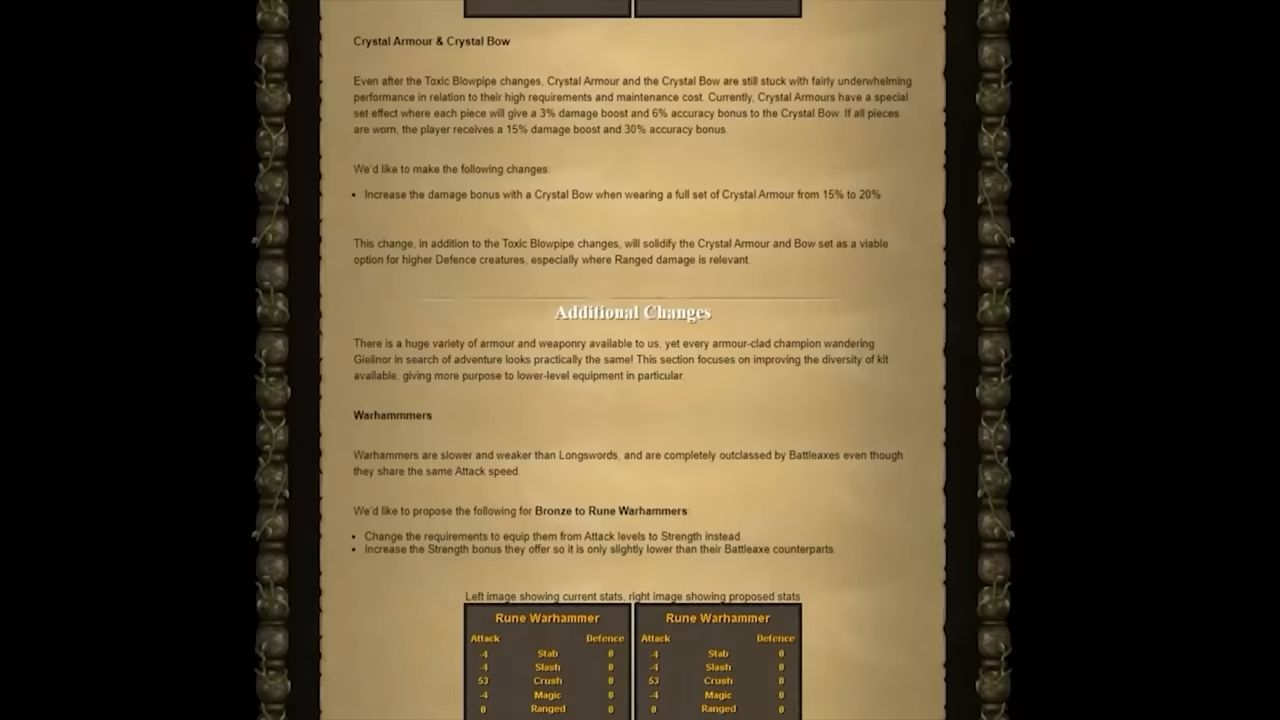 Crystal Armour & Crystal Bow
Even after the Toxic Blowpipe changes, Crystal Armour and the Crystal Bow are still stuck with fairly underwhelming
performance in relation to their high requirements and maintenance cost. Currently, Crystal Armours have a special
set effect where each piece will give a 3% damage boost and 6% accuracy bonus to the Crystal Bow. If all pieces
are worn, the player receives a 15% damage boost and 30% accuracy bonus.
We'd like to make the following changes:
• Increase the damage bonus with a Crystal Bow when wearing a full set of Crystal Armour from 15% to 20%
This change, in addition to the Toxic Blowpipe changes, will solidify the Crystal Armour and Bow set as a viable
option for higher Defence creatures, especially where Ranged damage is relevant.
Additional Changes
There is a huge variety of armour and weaponry available to us, yet every armour-clad champion wandering
Gielinor in search of adventure looks practically the same! This section focuses on improving the diversity of kit
available, giving more purpose to lower-level equipment in particular.
Warhammmers
Warhammers are slower and weaker than Longswords, and are completely outclassed by Battleaxes even though
they share the same Attack speed.
We'd like to propose the following for Bronze to Rune Warhammers:
• Change the requirements to equip them from Attack levels to Strength instead.
• Increase the Strength bonus they offer so it is only slightly lower than their Battleaxe counterparts.
Left image showing current stats, right image showing proposed stats
Rune Warhammer Rune Warhammer
Attack Defence Attack Defence
-4 Stab 0 -4 Stab 0
-4 Slash 0 -4 Slash 0
53 Crush 0 53 Crush 0
-4 Magic 0 -4 Magic 0
0 Ranged 0 0 Ranged 0